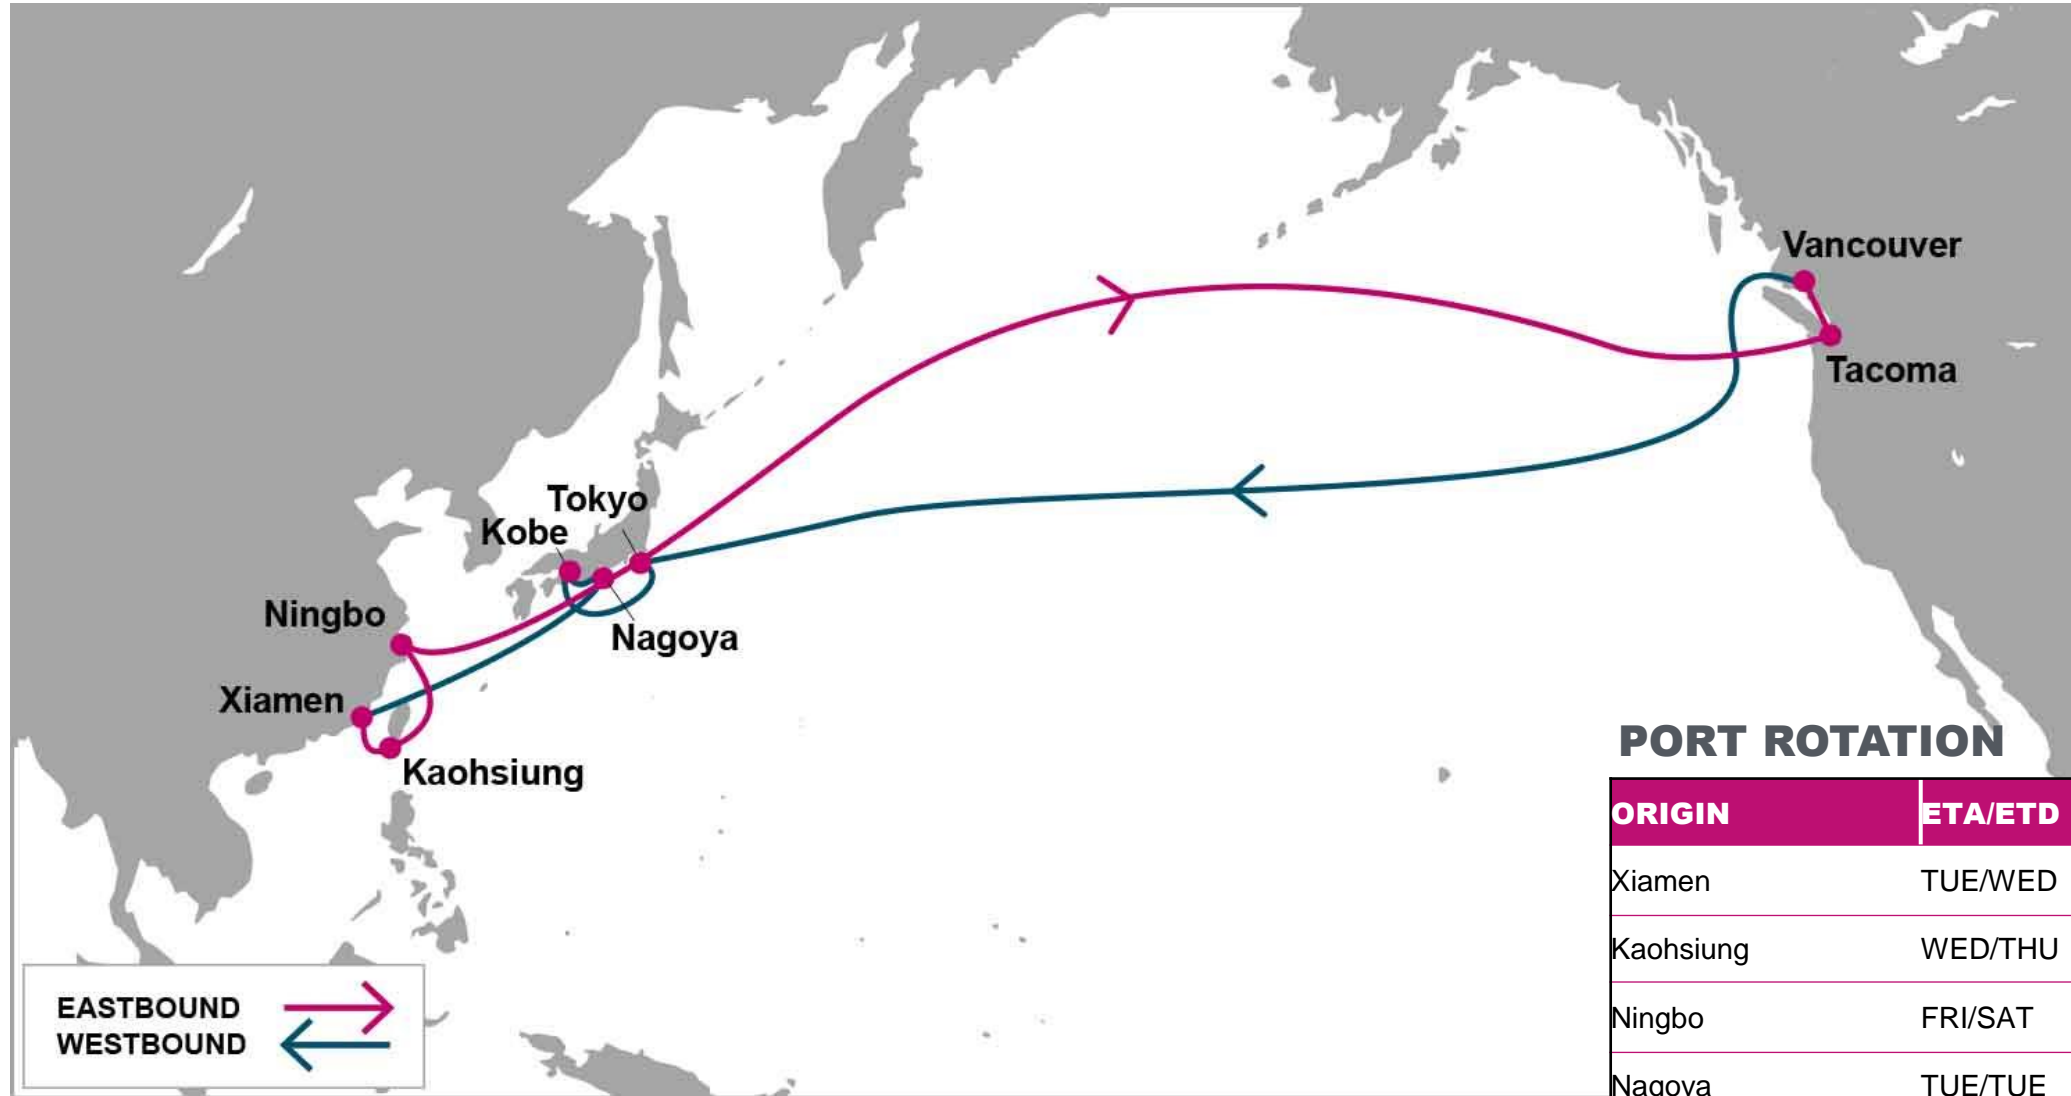 Vancouver
Tacoma
Tokyo
Kobe
Ningbo
Nagoya
Xiamen
Kaohsiung
PORT ROTATION
ORIGIN ETA/ETD
Xiamen TUE/WED
Kaohsiung WED/THU
Ningbo FRI/SAT
Nagoya TUE/TUE
EASTBOUND
WESTBOUND